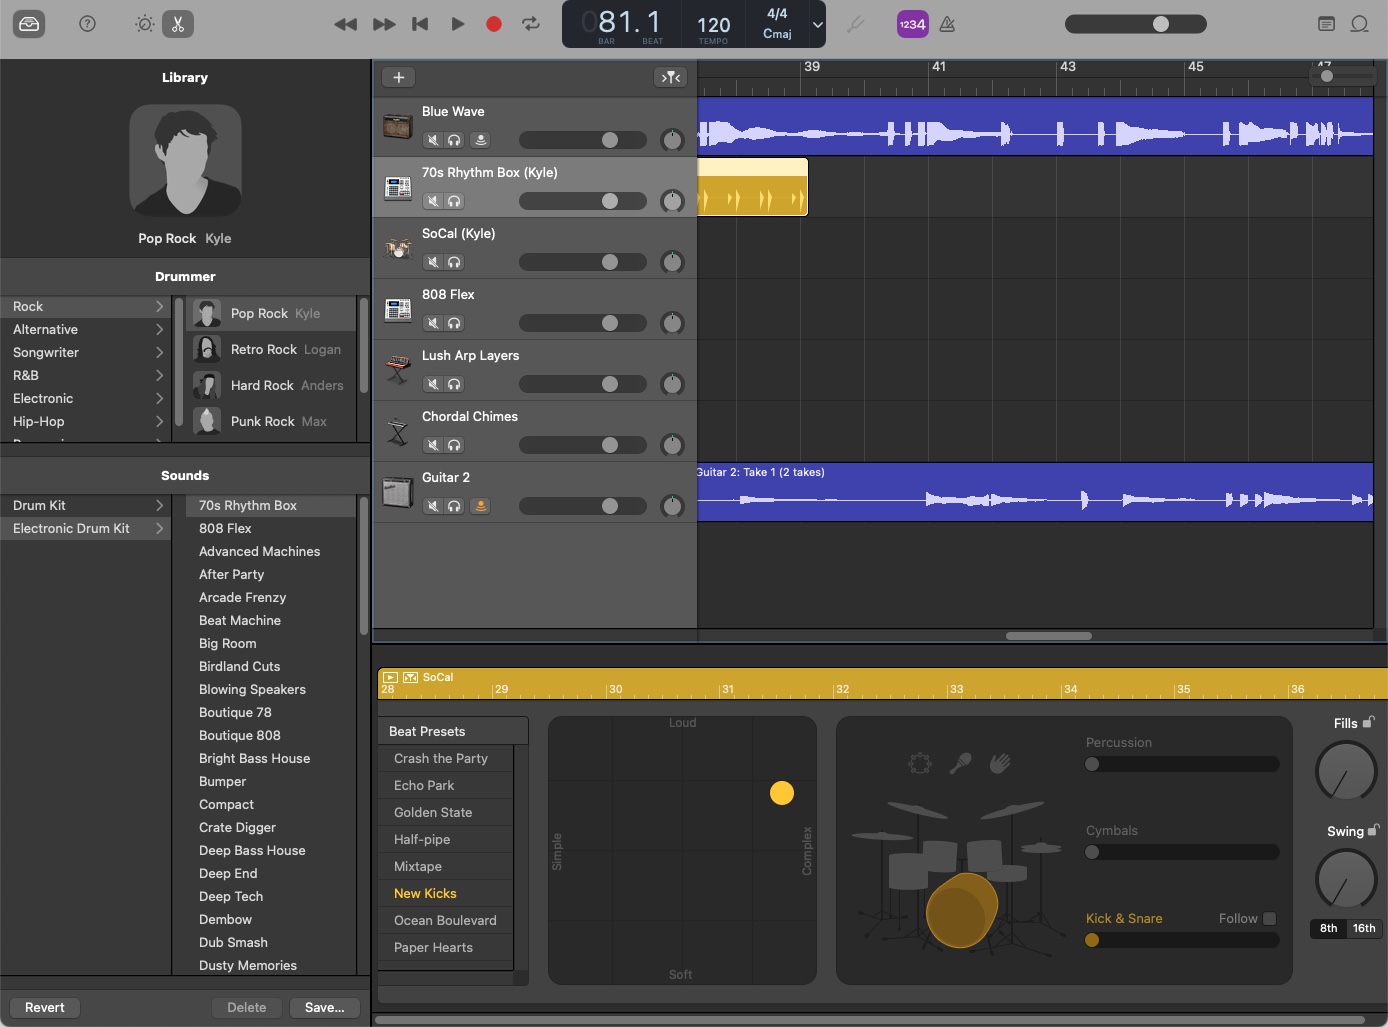 081.1
BAR BEAT
120
TEMPO
4/4
Cmaj
1234
Library
Pop Rock Kyle
Drummer
Rock
Alternative
Songwriter
R&B
Electronic
Hip-Hop
Pop Rock Kyle
Retro Rock Logan
Hard Rock Anders
Punk Rock Max
Sounds
Drum Kit
Electronic Drum Kit
70s Rhythm Box
808 Flex
Advanced Machines
After Party
Arcade Frenzy
Beat Machine
Big Room
Birdland Cuts
Blowing Speakers
Boutique 78
Boutique 808
Bright Bass House
Bumper
Compact
Crate Digger
Deep Bass House
Deep End
Deep Tech
Dembow
Dub Smash
Dusty Memories
Revert
Delete
Save...
39 41 43 45 47
Blue Wave
70s Rhythm Box (Kyle)
SoCal (Kyle)
808 Flex
Lush Arp Layers
Chordal Chimes
Guitar 2
Guitar 2: Take 1 (2 takes)
SoCal
28 29 30 31 32 33 34 35 36
Beat Presets
Crash the Party
Echo Park
Golden State
Half-pipe
Mixtape
New Kicks
Ocean Boulevard
Paper Hearts
Loud
Simple
Complex
Soft
Percussion
Cymbals
Kick & Snare
Follow
Fills
Swing
8th 16th